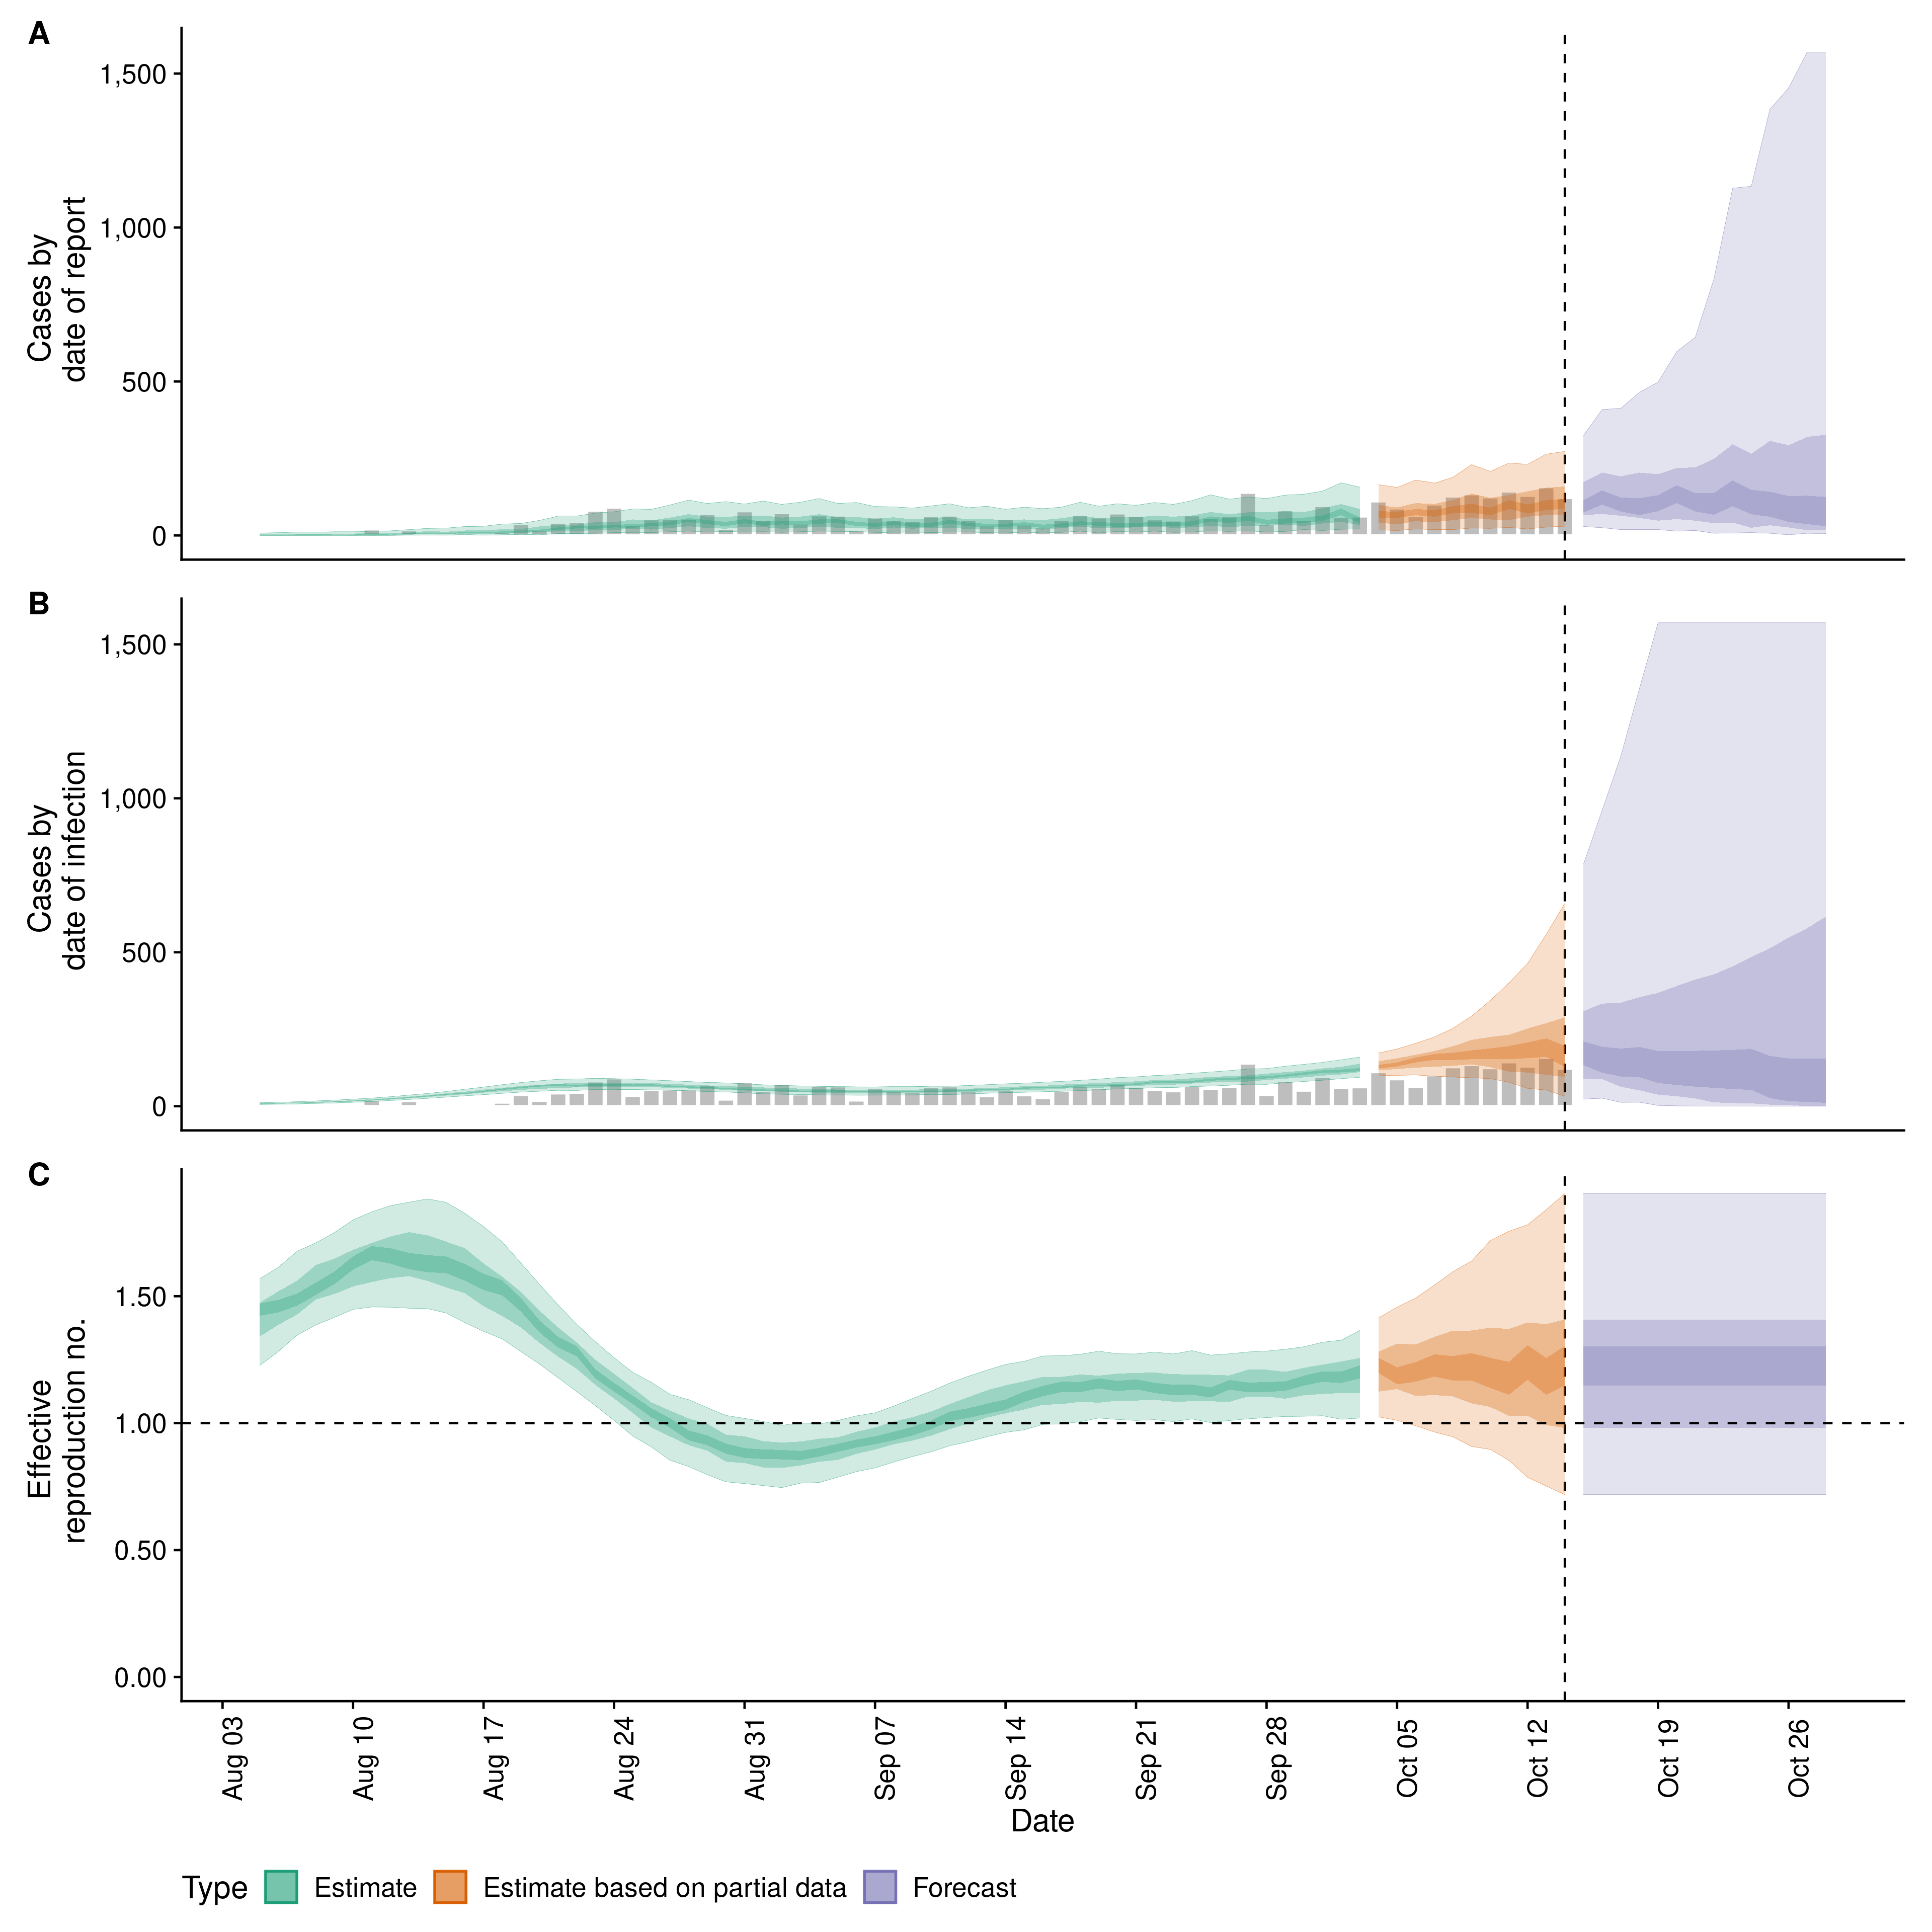 A
Cases by
date of report
1,500
1,000
500
0
B
Cases by
date of infection
1,500
1,000
500
0
C
Effective
reproduction no.
1.50
1.00
0.50
0.00
Aug 03
Aug 10
Aug 17
Aug 24
Aug 31
Sep 07
Sep 14
Sep 21
Sep 28
Oct 05
Oct 12
Oct 19
Oct 26
Date
Type
Estimate
Estimate based on partial data
Forecast